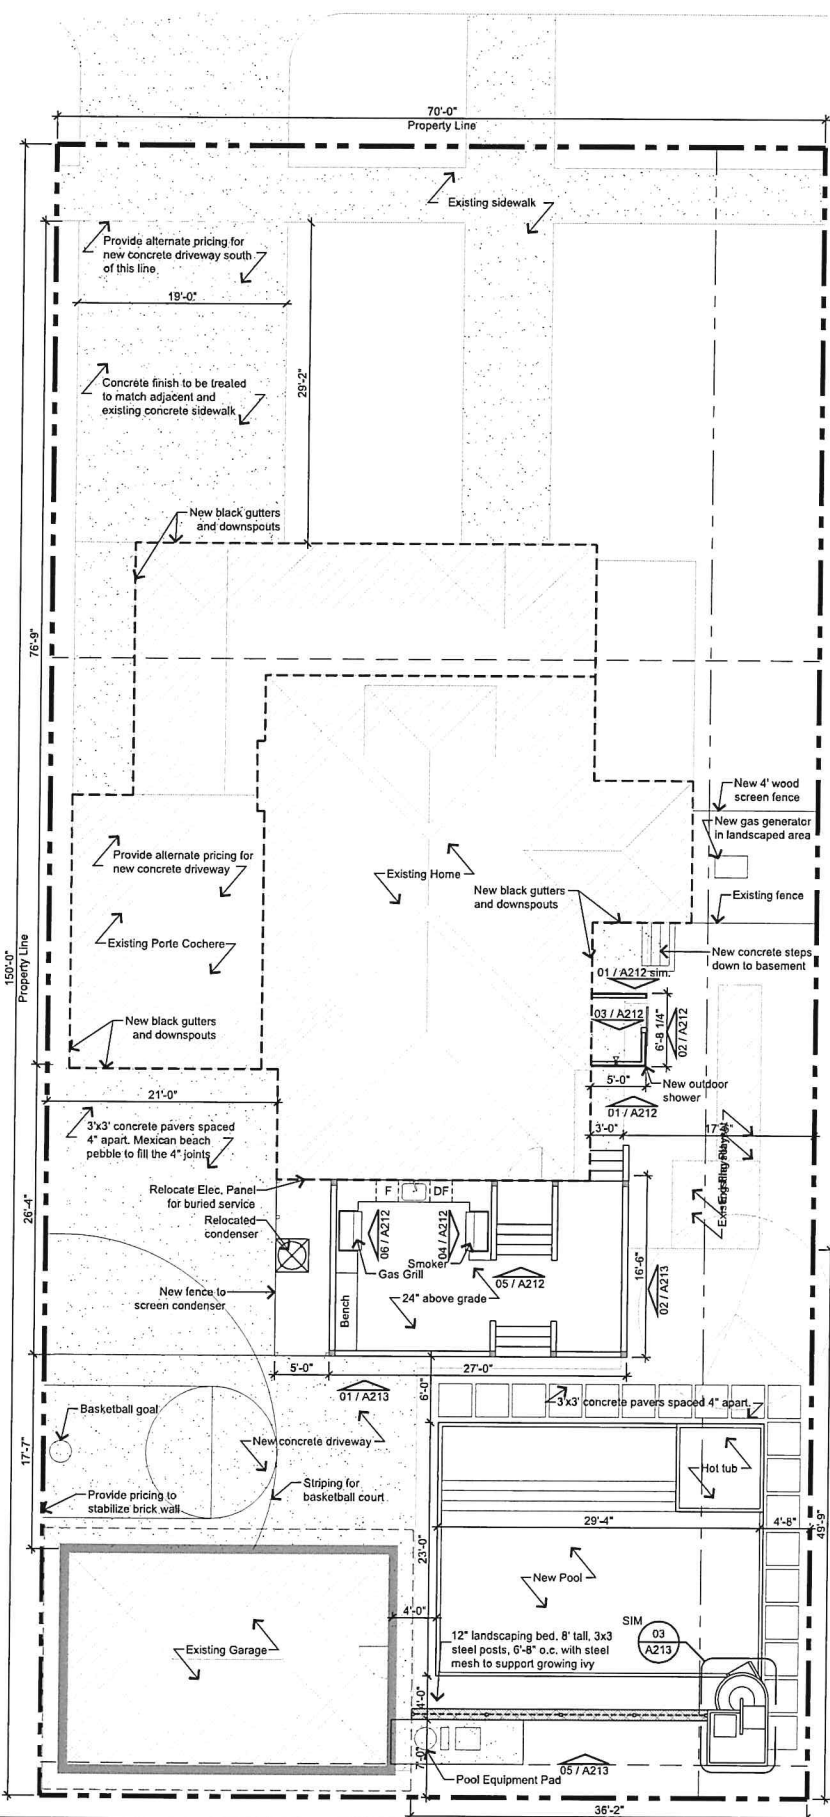 70'-0"
Property Line
Existing sidewalk
Provide alternate pricing for
new concrete driveway south
of this line
19'-0"
Concrete finish to be treated
to match adjacent and
existing concrete sidewalk
29'-2"
New black gutters
and downspouts
76'-9"
150'-0"
Property Line
New 4' wood
screen fence
New gas generator
in landscaped area
Provide alternate pricing for
new concrete driveway
Existing Home
New black gutters
and downspouts
Existing fence
Existing Porte Cochere
New concrete steps
down to basement
01 / A212 sim.
03 / A212
6'-8 1/4"
02 / A212
New black gutters
and downspouts
5'-0"
New outdoor
shower
21'-0"
01 / A212
3'x3' concrete pavers spaced
4" apart. Mexican beach
pebble to fill the 4" joints
3'-0"
26'-4"
Relocate Elec. Panel
for buried service
F
DF
Relocated
condenser
06 / A212
04 / A212
Smoker
Gas Grill
05 / A212
16'-6"
02 / A213
New fence to
screen condenser
24" above grade
Bench
5'-0"
27'-0"
01 / A213
6'-0"
3'x3' concrete pavers spaced 4" apart.
Basketball goal
17'-7"
New concrete driveway
Hot tub
Striping for
basketball court
Provide pricing to
stabilize brick wall
29'-4"
4'-8"
49'-9"
23'-0"
New Pool
4'-0"
SIM
03
A213
12" landscaping bed, 8' tall, 3x3
steel posts, 6'-8" o.c. with steel
mesh to support growing ivy
Existing Garage
4'-0"
7'-0"
Pool Equipment Pad
05 / A213
36'-2"